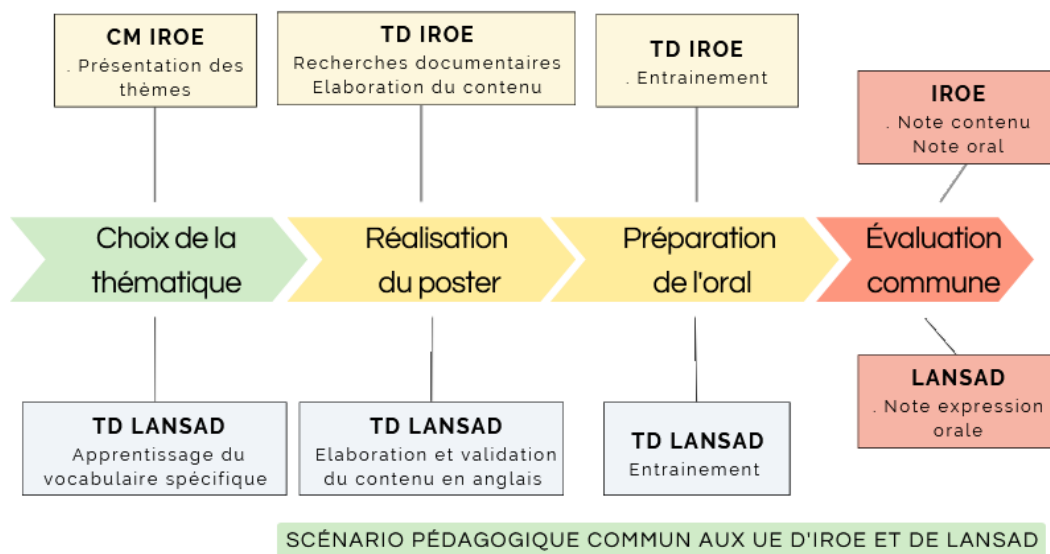 CM IROE
. Présentation des
thèmes
TD IROE
Recherches documentaires
Elaboration du contenu
TD IROE
. Entrainement
IROE
. Note contenu
Note oral
Choix de la
thématique
Réalisation
du poster
Préparation
de l'oral
Évaluation
commune
TD LANSAD
Apprentissage du
vocabulaire spécifique
TD LANSAD
Elaboration et validation
du contenu en anglais
TD LANSAD
Entrainement
LANSAD
. Note expression
orale
SCÉNARIO PÉDAGOGIQUE COMMUN AUX UE D'IROE ET DE LANSAD